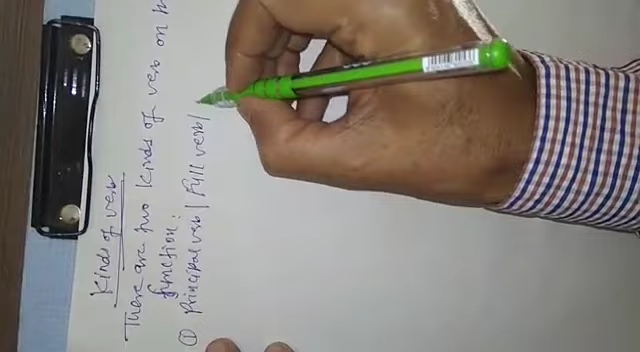 Kinds of verb
There are two kinds of verb on
function:
① Principal verb / Full verb /